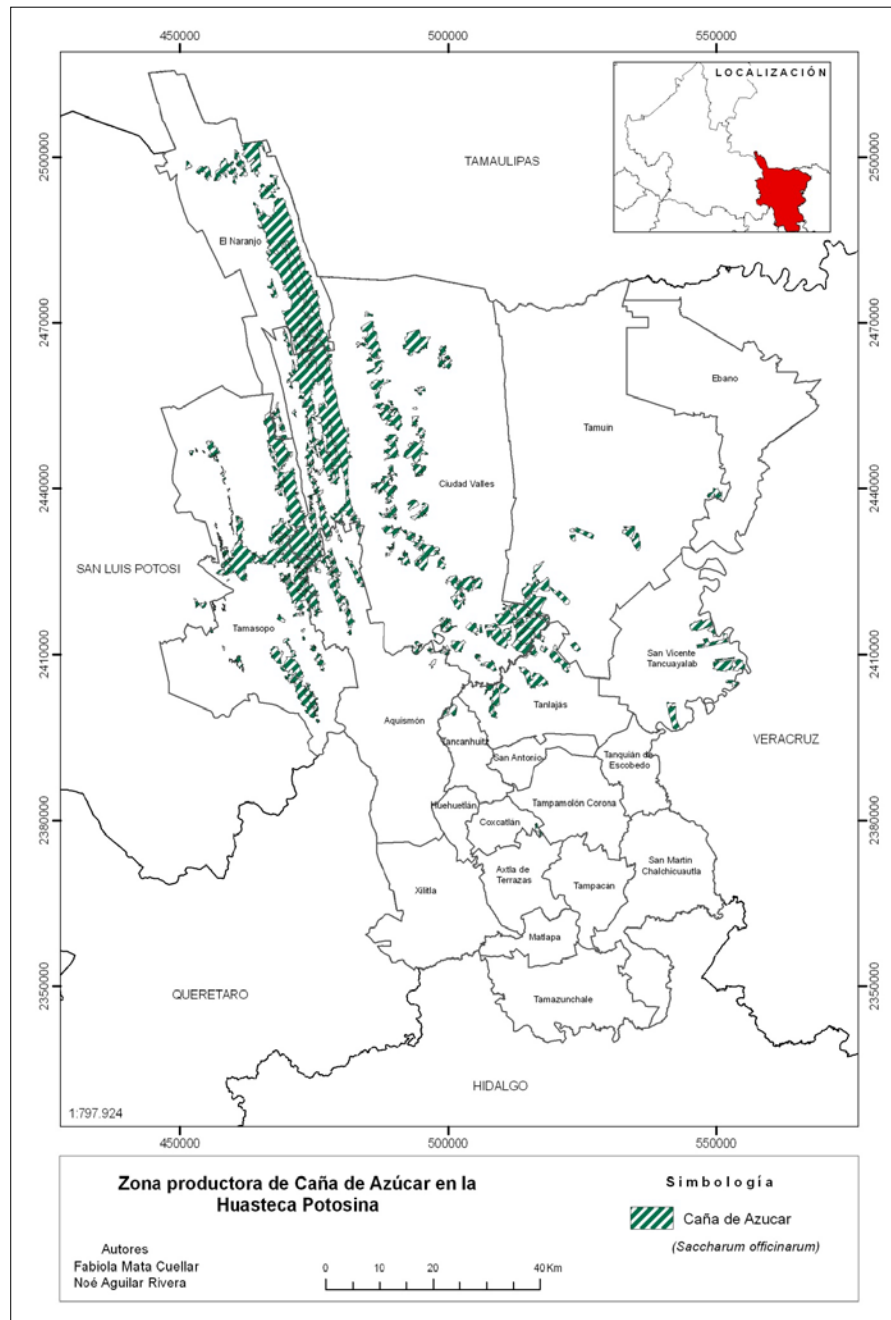 450000
500000
550000
LOCALIZACIÓN
TAMAULIPAS
2500000
2500000
El Naranjo
2470000
2470000
Ebano
Tamuin
2440000
2440000
Ciudad Valles
SAN LUIS POTOSI
Tamasopo
2410000
2410000
San Vicente
Tancuayalab
Tanlajás
Aquismón
VERACRUZ
Tancanhuitz
San Antonio
Tanquián de
Escobedo
Huehuetlán
Tampamolón Corona
2380000
2380000
Coxcatlán
San Martin
Chalchicuautla
Axtla de
Terrazas
Tampacan
Xilitla
Matlapa
2350000
2350000
QUERETARO
Tamazunchale
HIDALGO
1:797.924
450000
500000
550000
Zona productora de Caña de Azúcar en la
Huasteca Potosina
Simbología
Caña de Azucar
(Saccharum officinarum)
Autores
Fabiola Mata Cuellar
Noé Aguilar Rivera
0 10 20 40 Km